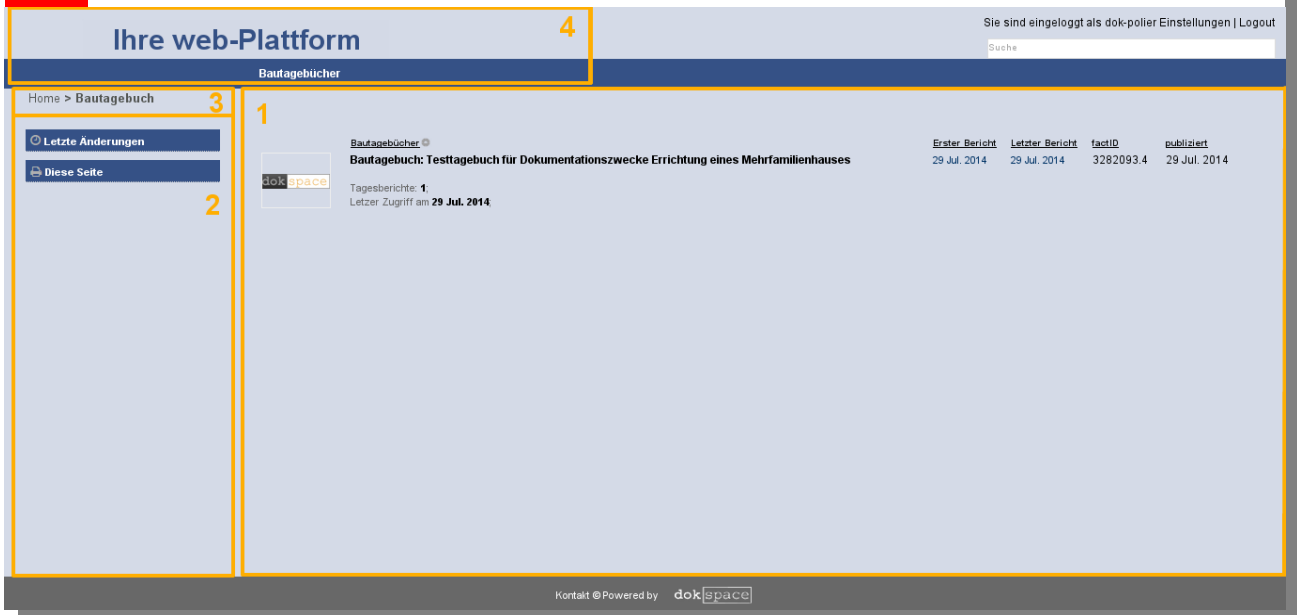 Sie sind eingeloggt als dok-polier Einstellungen | Logout
Ihre web-Plattform
4
Suche
Bautagebücher
Home > Bautagebuch
3
1
Letzte Änderungen
Diese Seite
2
Bautagebücher Erster Bericht Letzter Bericht factID publiziert
Bautagebuch: Testtagebuch für Dokumentationszwecke Errichtung eines Mehrfamilienhauses 29 Jul. 2014 29 Jul. 2014 3282093.4 29 Jul. 2014
dokspace
Tagesberichte: 1;
Letzer Zugriff am 29 Jul. 2014;
Kontakt © Powered by dokspace